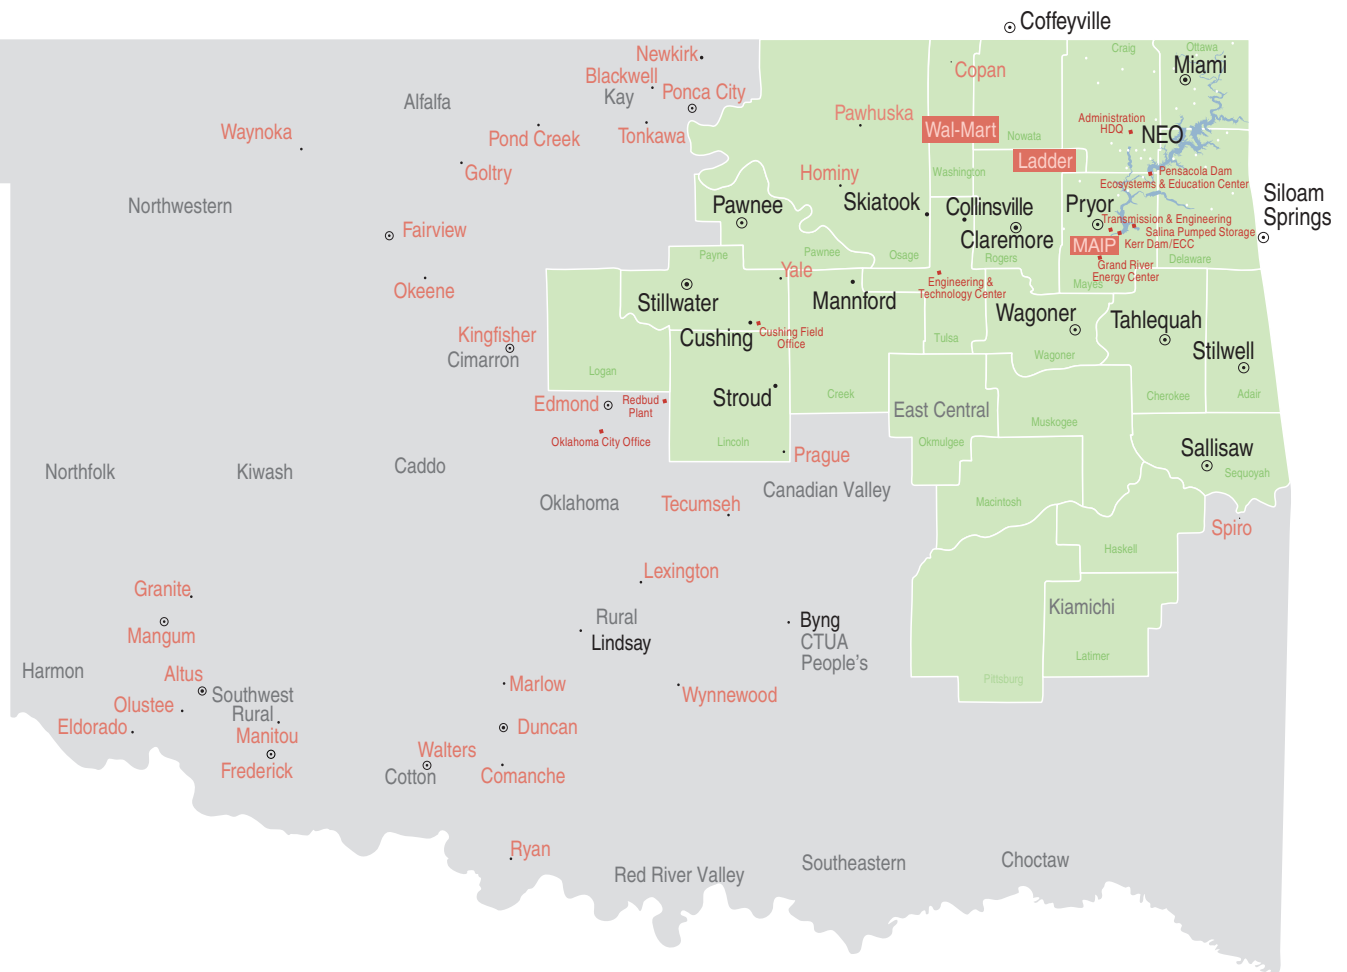 Coffeyville
Newkirk
Blackwell
Kay
Ponca City
Alfalfa
Waynoka
Pond Creek
Tonkawa
Goltry
Northwestern
Fairview
Okeene
Kingfisher
Cimarron
Copan
Craig
Ottawa
Miami
Pawhuska
Wal-Mart
Nowata
Administration
HDQ
NEO
Ladder
Washington
Pensacola Dam
Ecosystems & Education Center
Hominy
Skiatook
Collinsville
Claremore
Pryor
Siloam
Springs
Pawnee
Transmission & Engineering
Salina Pumped Storage
MAIP
Kerr Dam/ECC
Payne
Pawnee
Osage
Rogers
Delaware
Grand River
Energy Center
Mayes
Yale
Engineering &
Technology Center
Stillwater
Mannford
Wagoner
Tahlequah
Cushing
Cushing Field
Office
Tulsa
Wagoner
Stilwell
Logan
Stroud
Creek
Cherokee
Adair
Edmond
Redbud
Plant
East Central
Muskogee
Oklahoma City Office
Lincoln
Okmulgee
Sallisaw
Sequoyah
Prague
Northfolk
Kiwash
Caddo
Oklahoma
Tecumseh
Canadian Valley
Macintosh
Spiro
Haskell
Lexington
Granite
Mangum
Rural
Lindsay
Byng
CTUA
People's
Kiamichi
Latimer
Pittsburg
Harmon
Altus
Southwest
Rural
Olustee
Eldorado
Manitou
Frederick
Marlow
Wynnewood
Duncan
Walters
Cotton
Comanche
Ryan
Red River Valley
Southeastern
Choctaw